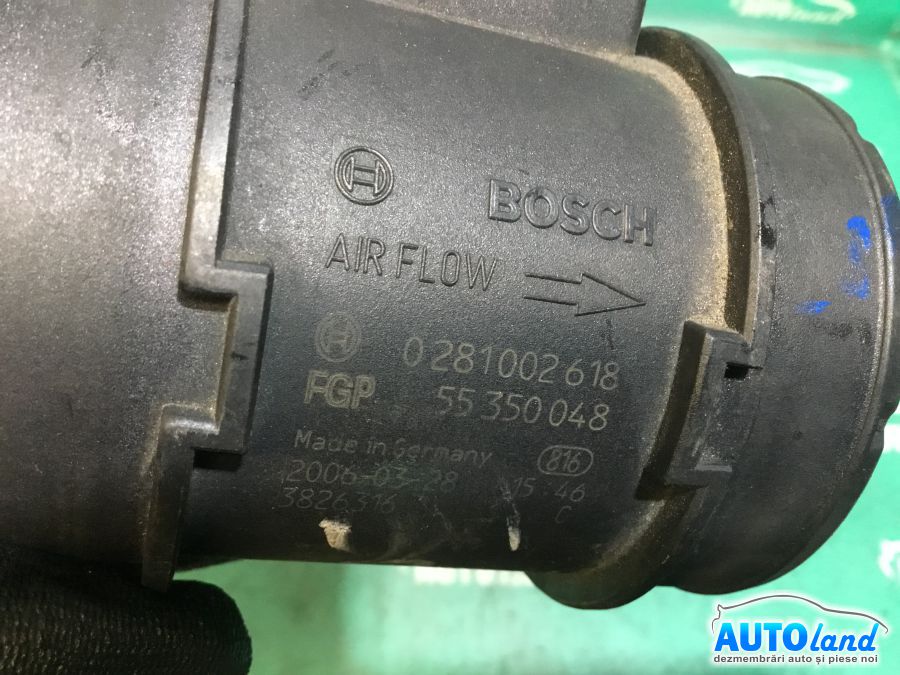 BOSCH
AIR FLOW
0 281 002 618
FGP 55 350 048
Made in Germany 816
2006-03-28 15:46
3826316 C
AUTOland
dezmembrări auto și piese noi